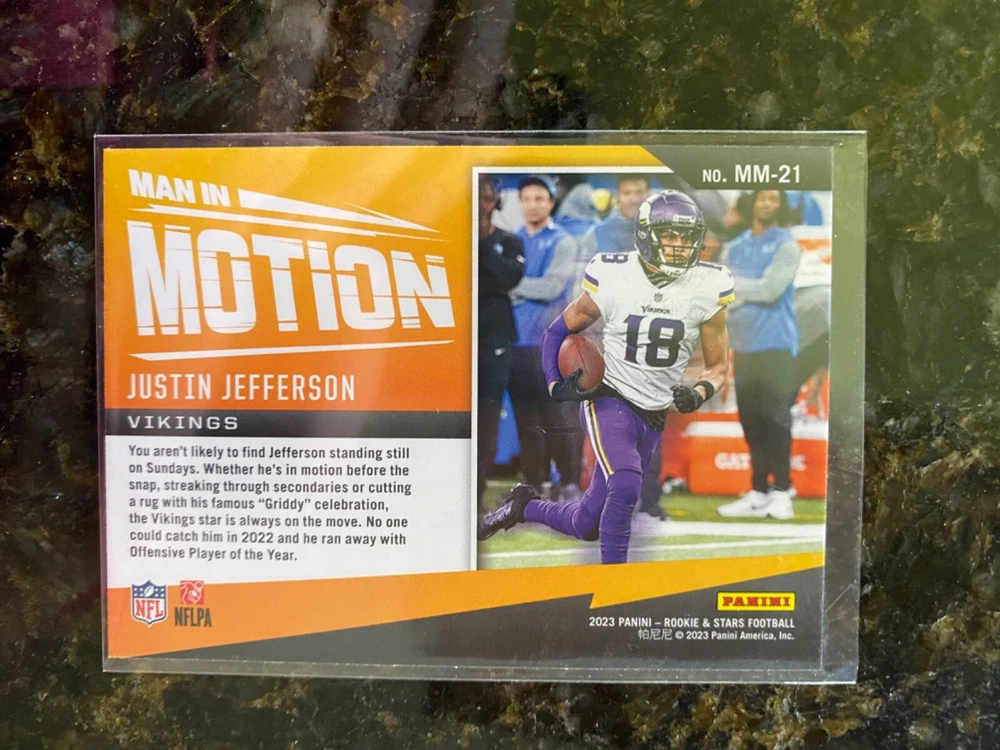 MAN IN
MOTION
JUSTIN JEFFERSON
VIKINGS
You aren't likely to find Jefferson standing still
on Sundays. Whether he's in motion before the
snap, streaking through secondaries or cutting
a rug with his famous “Griddy” celebration,
the Vikings star is always on the move. No one
could catch him in 2022 and he ran away with
Offensive Player of the Year.
NFL
NFLPA
NO. MM-21
18
VIKINGS
18
PANINI
2023 PANINI – ROOKIE & STARS FOOTBALL
帕尼尼 © 2023 Panini America, Inc.